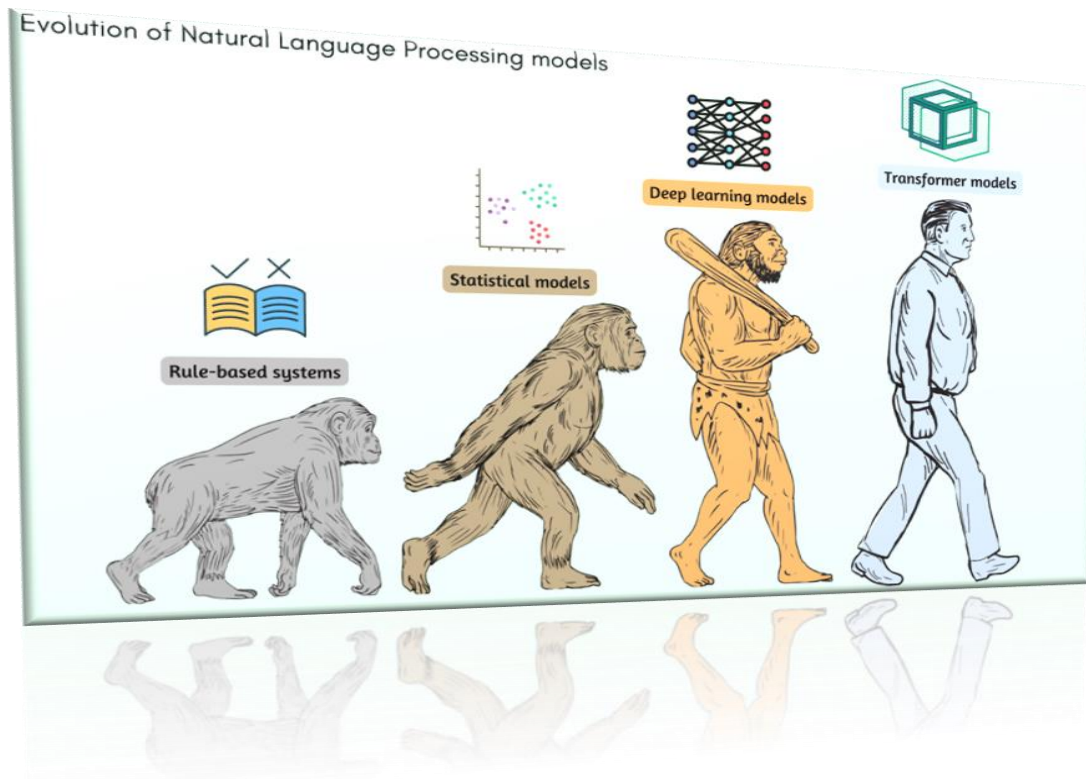 Evolution of Natural Language Processing models
Transformer models
Deep learning models
Statistical models
Rule-based systems